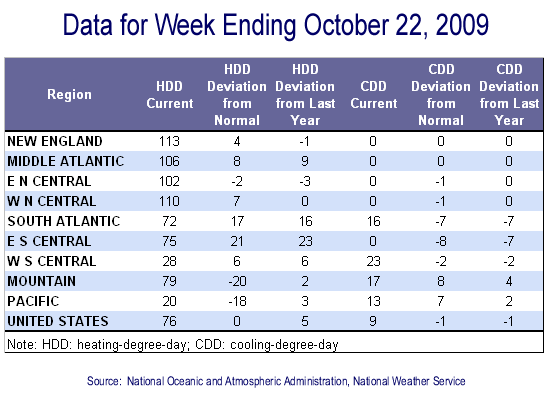 Data for Week Ending October 22, 2009
Region HDD Current HDD Deviation from Normal HDD Deviation from Last Year CDD Current CDD Deviation from Normal CDD Deviation from Last Year
NEW ENGLAND 113 4 -1 0 0 0
MIDDLE ATLANTIC 106 8 9 0 0 0
E N CENTRAL 102 -2 -3 0 -1 0
W N CENTRAL 110 7 0 0 -1 0
SOUTH ATLANTIC 72 17 16 16 -7 -7
E S CENTRAL 75 21 23 0 -8 -7
W S CENTRAL 28 6 6 23 -2 -2
MOUNTAIN 79 -20 2 17 8 4
PACIFIC 20 -18 3 13 7 2
UNITED STATES 76 0 5 9 -1 -1
Note: HDD: heating-degree-day; CDD: cooling-degree-day
Source: National Oceanic and Atmospheric Administration, National Weather Service